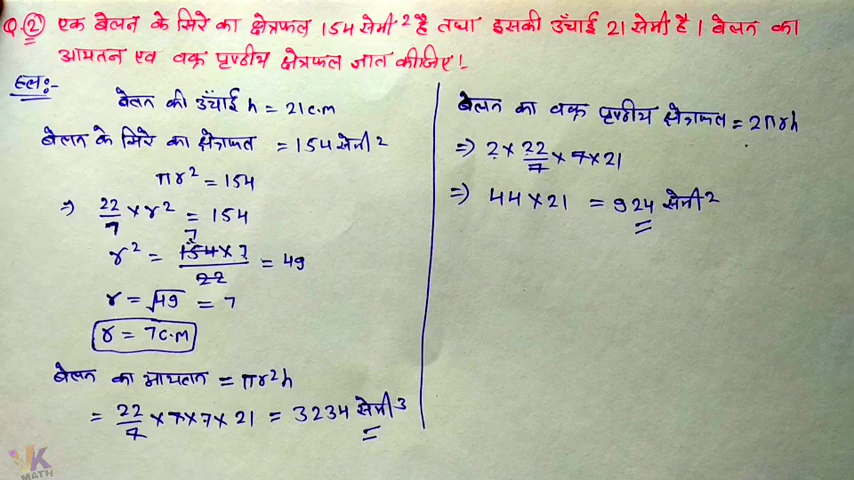 Q.② एक बेलन के सिरे का क्षेत्रफल 154 सेमी² है तथा इसकी उँचाई 21 सेमी है। बेलन का
आयतन एव वक्र पृष्ठीय क्षेत्रफल ज्ञात कीजिए।
हल:-
बेलन की उँचाई h = 21c.m
बेलन के सिरे का क्षेत्रफल = 154 सेमी²
πr² = 154
⇒ 22/7 × r² = 154
r² = 154×7/22 = 49
r = √49 = 7
r = 7c.m
बेलन का आयतन = πr²h
= 22/7 × 7 × 7 × 21 = 3234 सेमी³
बेलन का वक्र पृष्ठीय क्षेत्रफल = 2πrh
⇒ 2 × 22/7 × 7 × 21
⇒ 44 × 21 = 924 सेमी²
VK
MATH